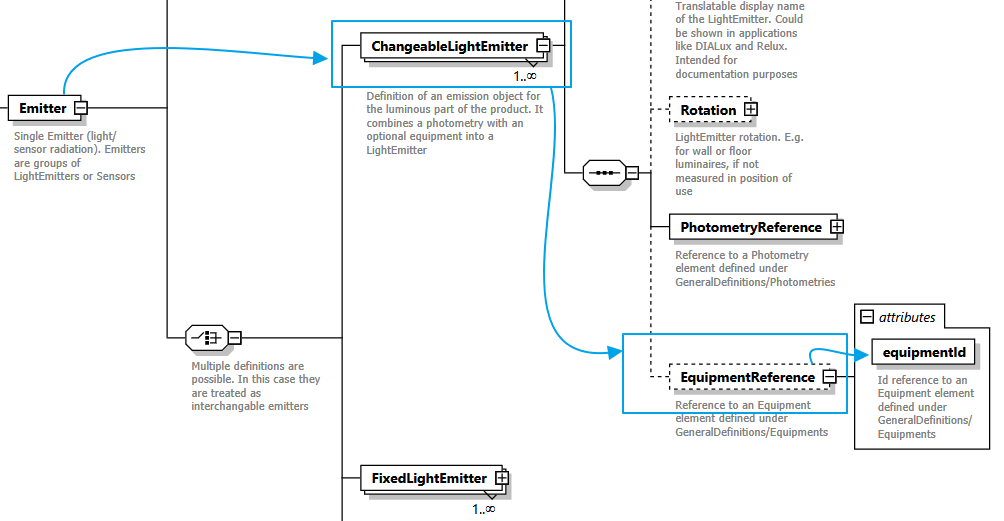 Translatable display name
of the LightEmitter. Could
be shown in applications
like DIALux and Relux.
Intended for
documentation purposes
ChangeableLightEmitter
1..∞
Definition of an emission object for
the luminous part of the product. It
combines a photometry with an
optional equipment into a
LightEmitter
Emitter
Single Emitter (light/
sensor radiation). Emitters
are groups of
LightEmitters or Sensors
Rotation
LightEmitter rotation. E.g.
for wall or floor
luminaires, if not
measured in position of
use
PhotometryReference
Reference to a Photometry
element defined under
GeneralDefinitions/Photometries
Multiple definitions are
possible. In this case they
are treated as
interchangable emitters
EquipmentReference
Reference to an Equipment
element defined under
GeneralDefinitions/Equipments
attributes
equipmentId
Id reference to an
Equipment element
defined under
GeneralDefinitions/
Equipments
FixedLightEmitter
1..∞